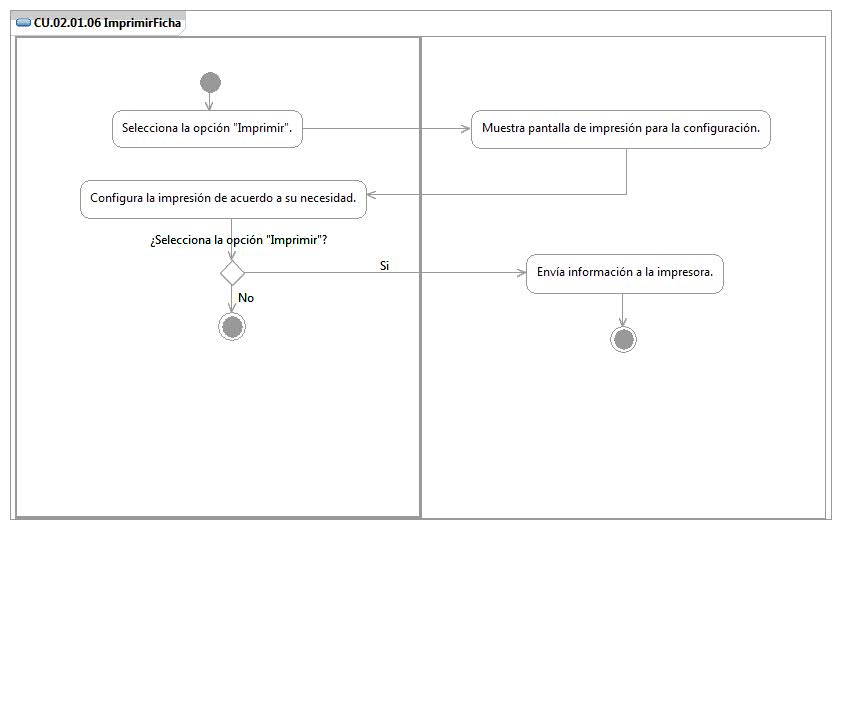 CU.02.01.06 ImprimirFicha
Selecciona la opción "Imprimir".
Muestra pantalla de impresión para la configuración.
Configura la impresión de acuerdo a su necesidad.
¿Selecciona la opción "Imprimir"?
Si
Envía información a la impresora.
No